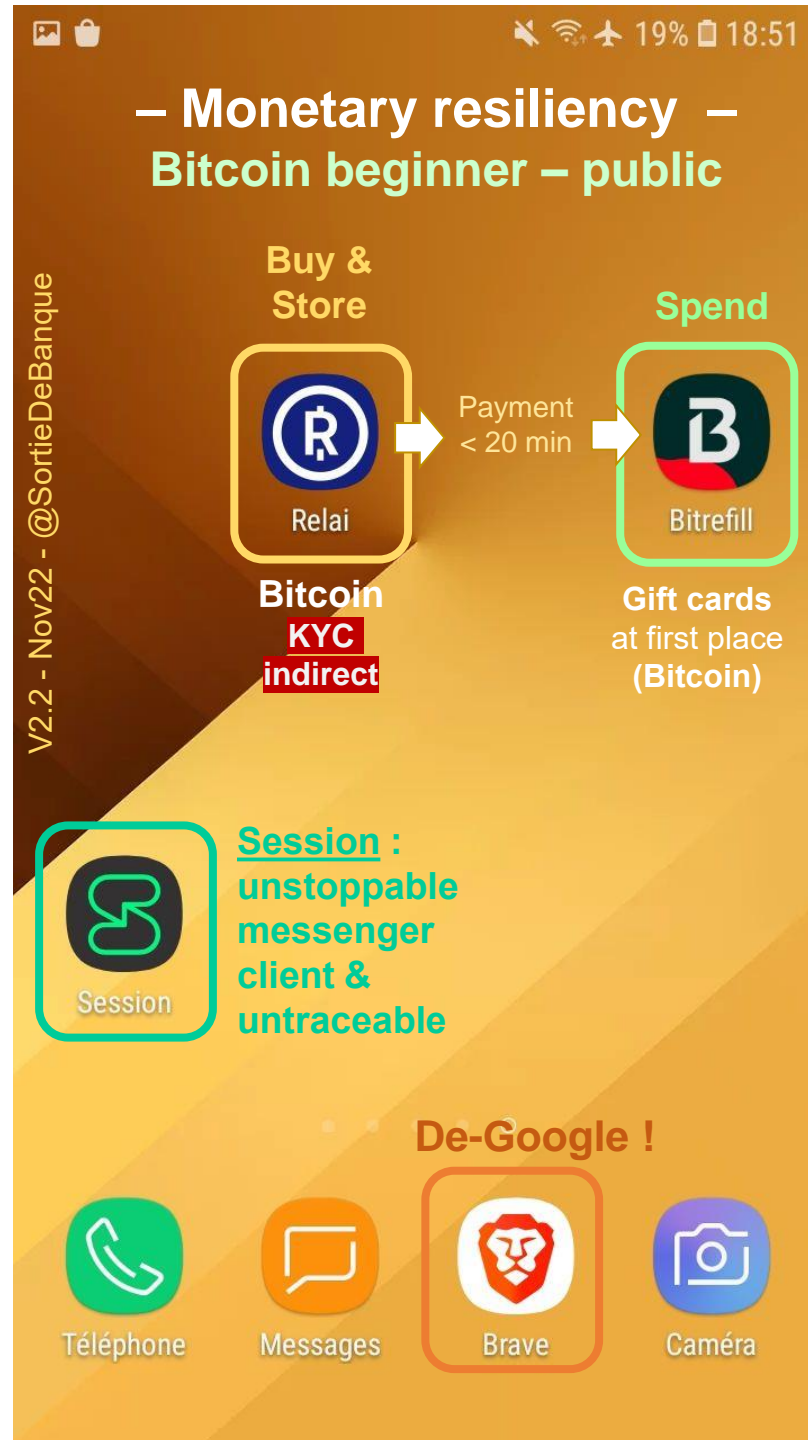 19% 18:51
– Monetary resiliency –
Bitcoin beginner – public
V2.2 - Nov22 - @SortieDeBanque
Buy &
Store
Spend
Payment
< 20 min
Relai
Bitrefill
Bitcoin
KYC
indirect
Gift cards
at first place
(Bitcoin)
Session :
unstoppable
messenger
client &
untraceable
Session
De-Google !
Téléphone
Messages
Brave
Caméra